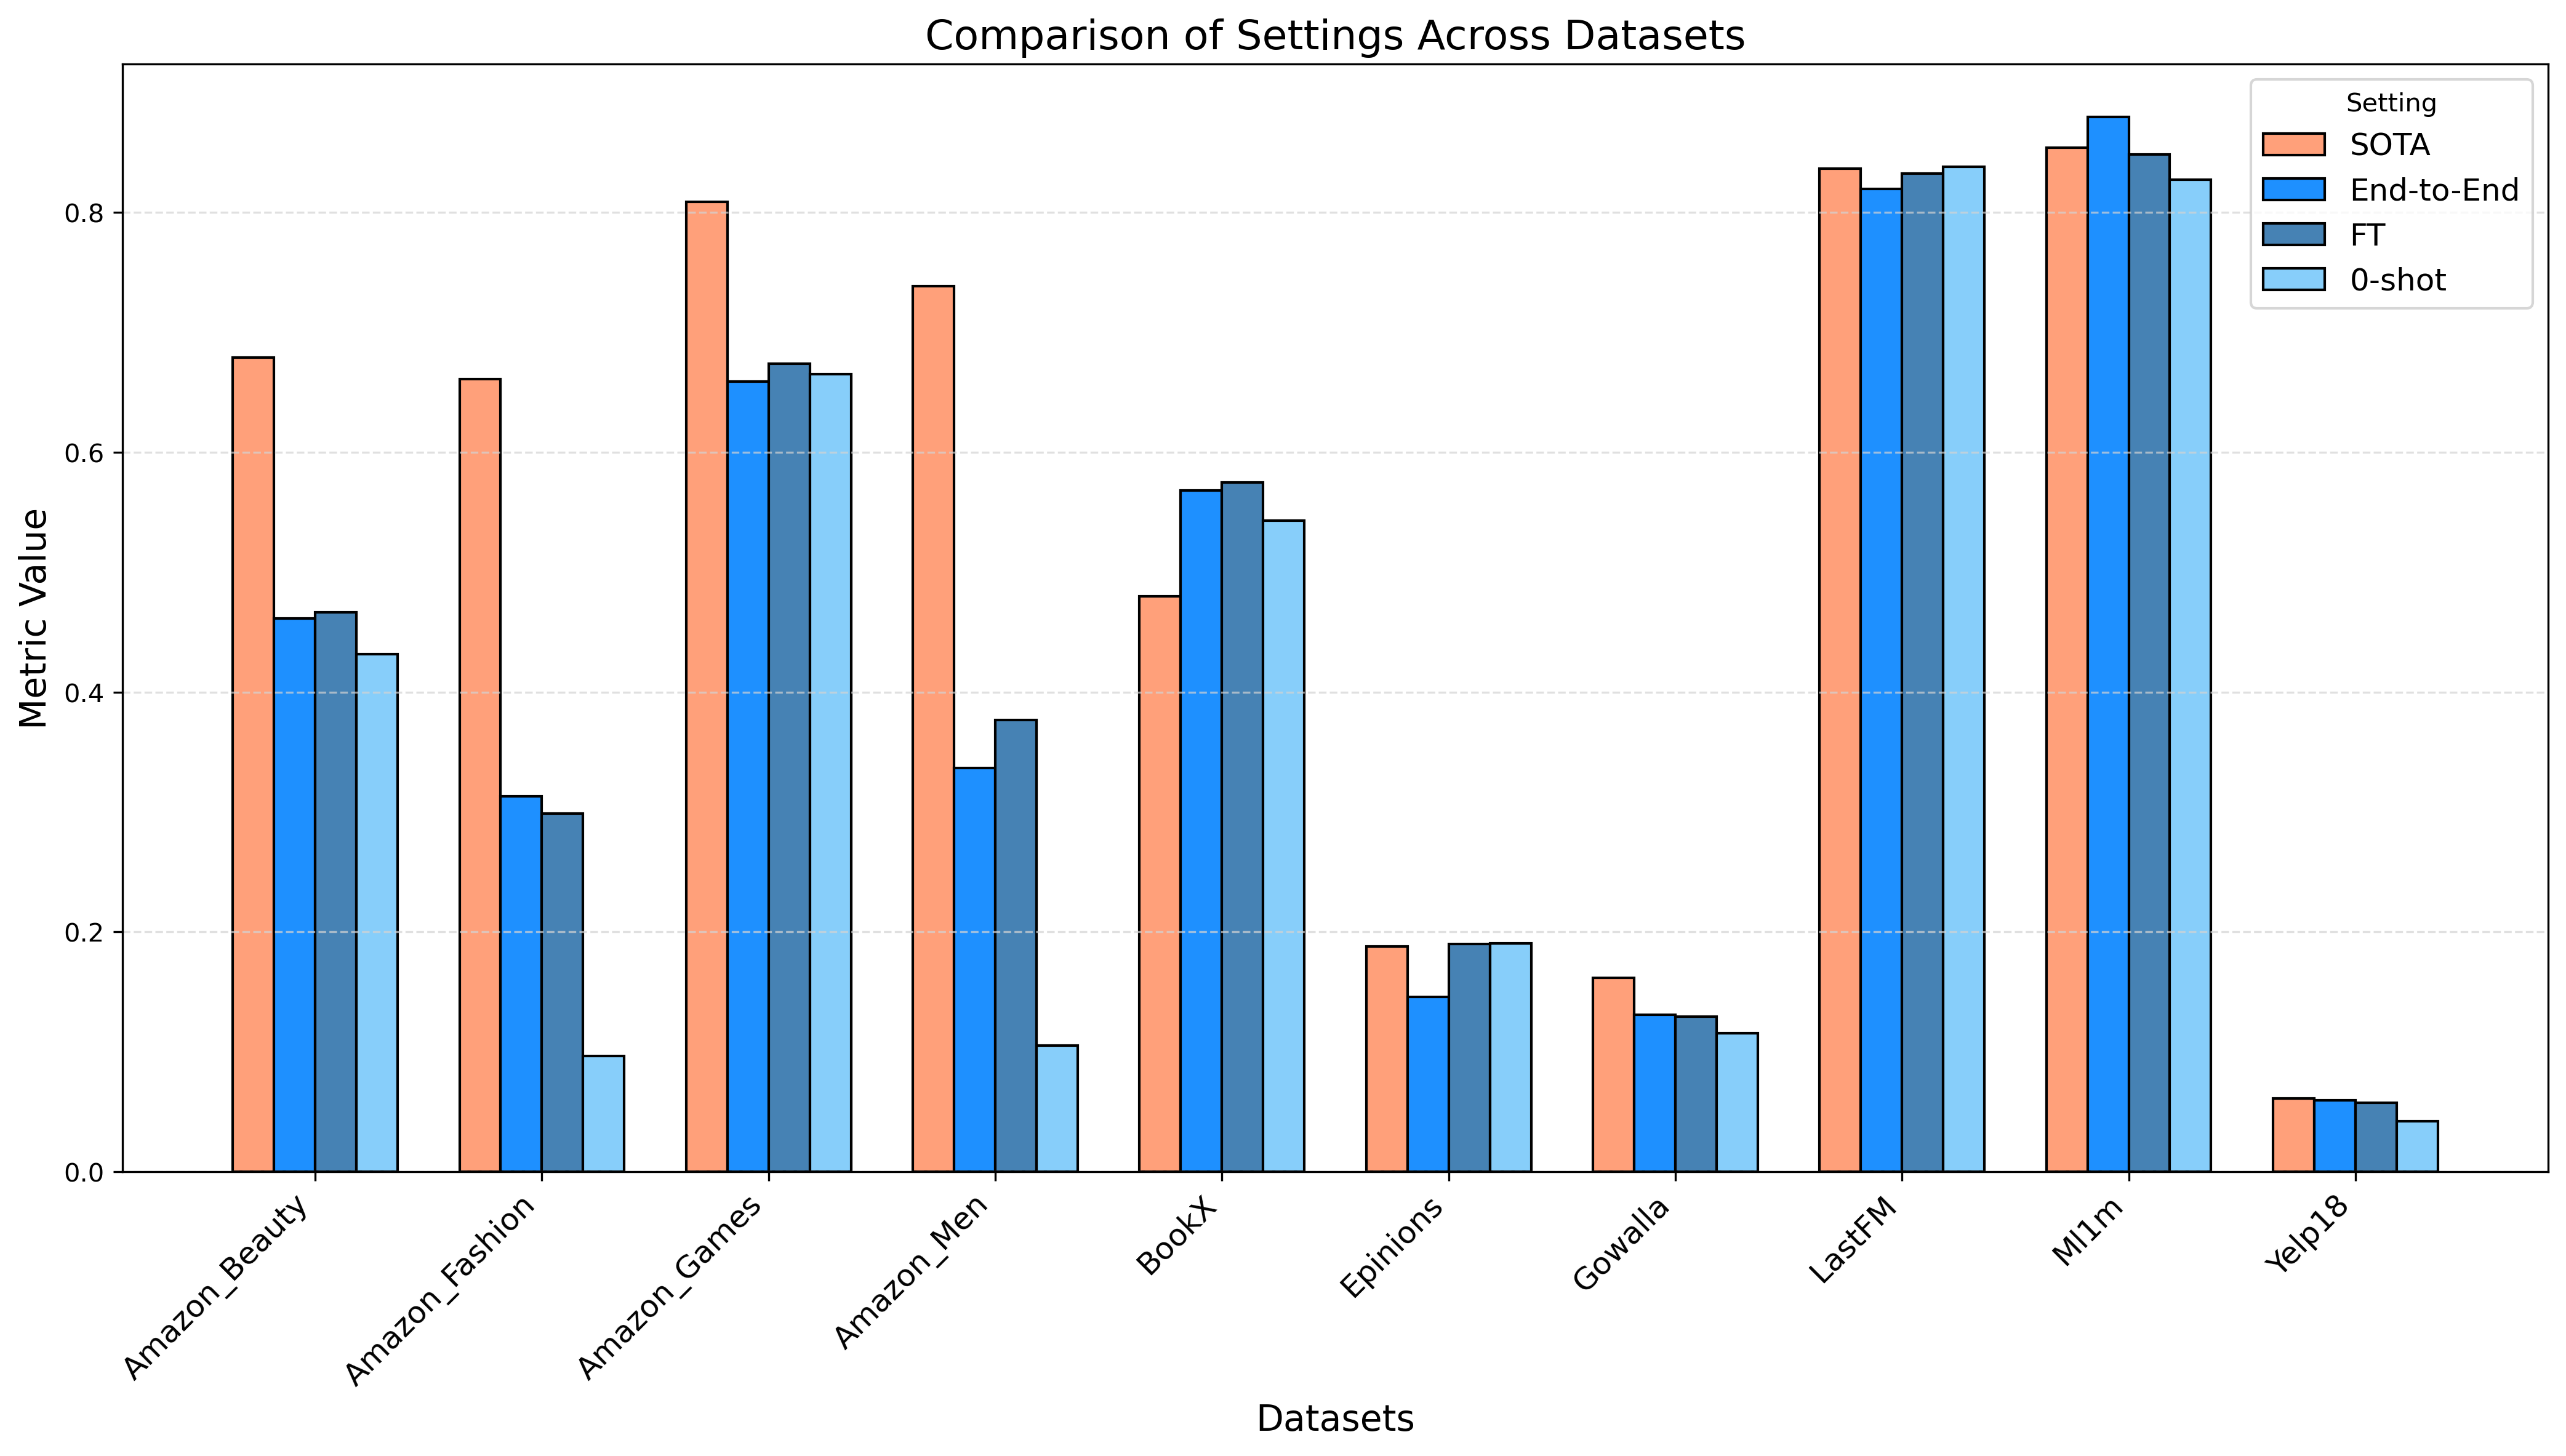 Comparison of Settings Across Datasets
Setting
SOTA
End-to-End
FT
0-shot
Metric Value
0.8
0.6
0.4
0.2
0.0
Amazon_Beauty
Amazon_Fashion
Amazon_Games
Amazon_Men
BookX
Epinions
Gowalla
LastFM
Ml1m
Yelp18
Datasets